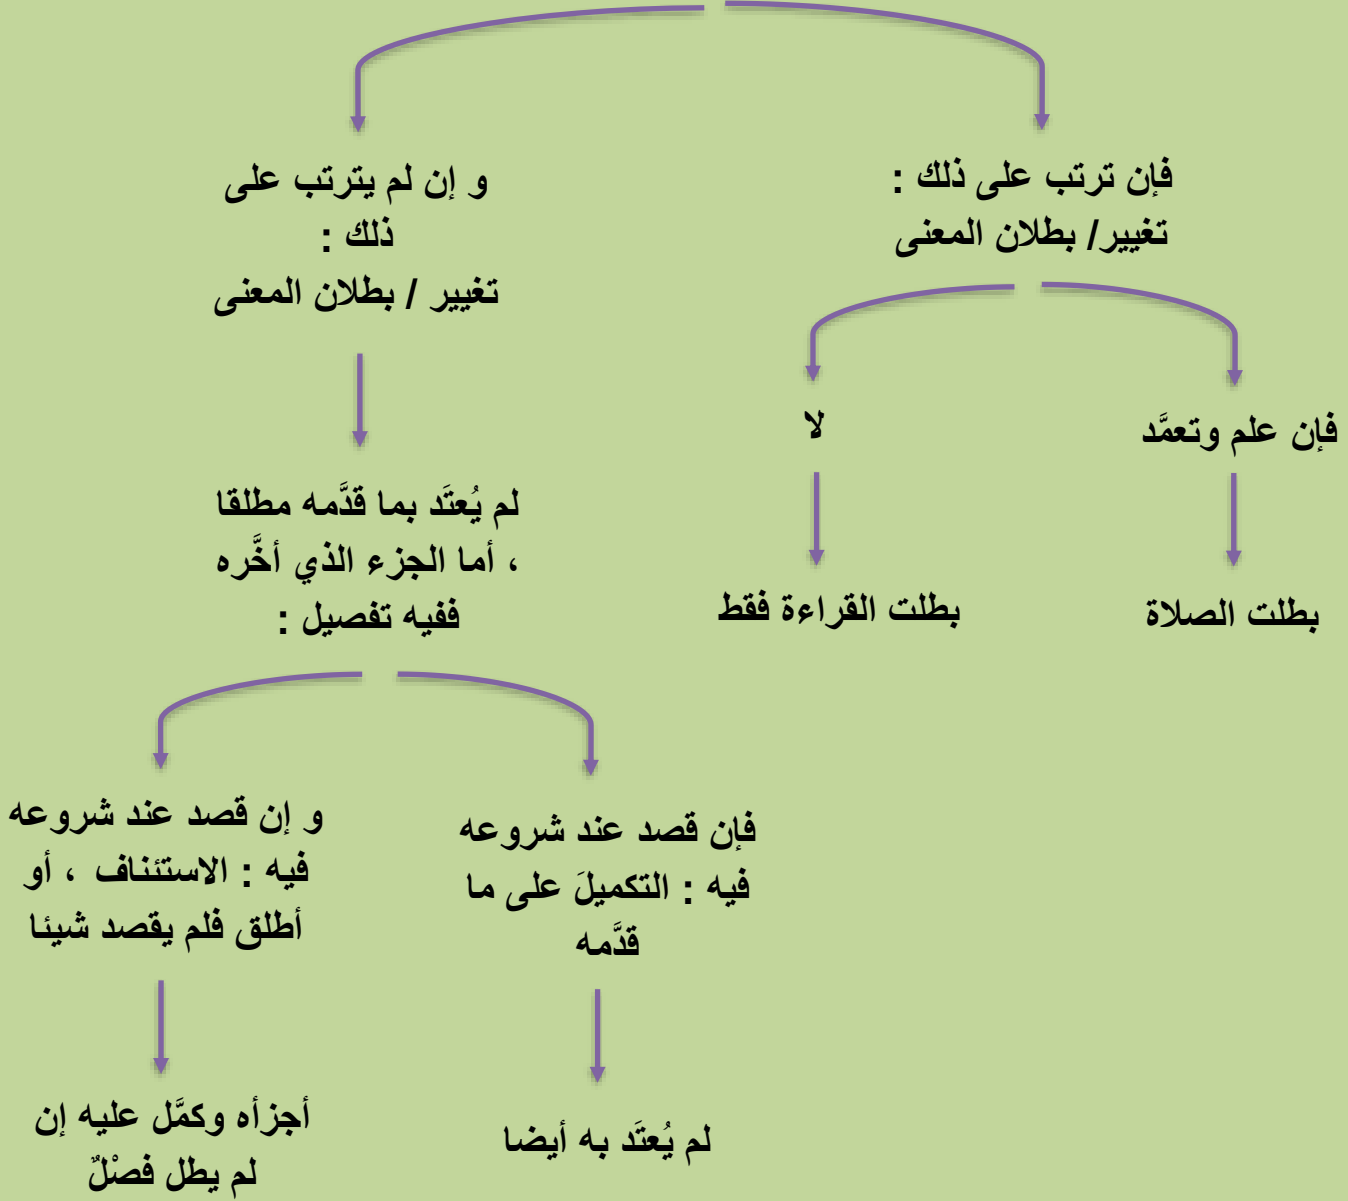 فإن ترتب على ذلك :
تغيير/ بطلان المعنى
و إن لم يترتب على
ذلك :
تغيير / بطلان المعنى
فإن علم وتعمَّد
لا
بطلت الصلاة
بطلت القراءة فقط
لم يُعتَد بما قدَّمه مطلقا
، أما الجزء الذي أخَّره
ففيه تفصيل :
فإن قصد عند شروعه
فيه : التكميلَ على ما
قدَّمه
و إن قصد عند شروعه
فيه : الاستئناف ، أو
أطلق فلم يقصد شيئا
لم يُعتَد به أيضا
أجزأه وكمَّل عليه إن
لم يطل فصْلٌ